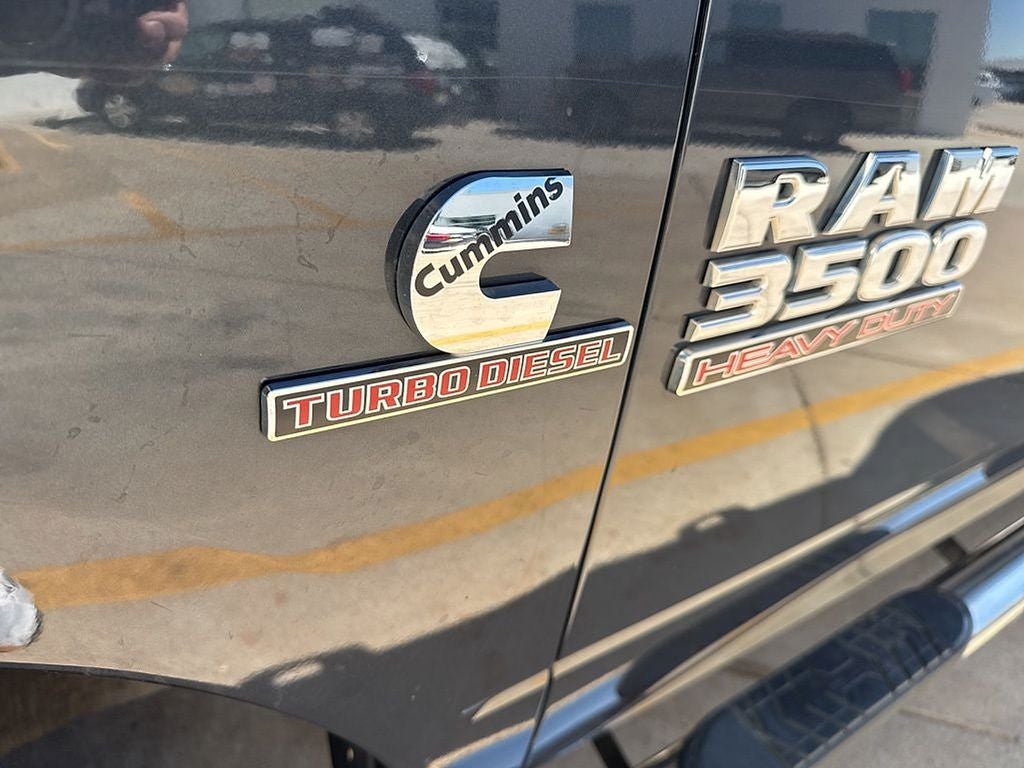 Cummins
TURBO DIESEL
RAM
3500
HEAVY DUTY